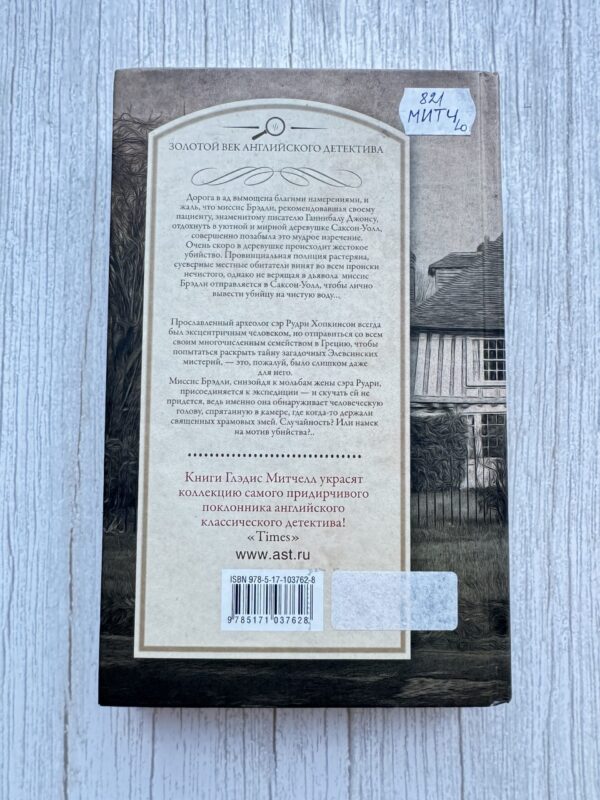 821
МИТЧ
ЗОЛОТОЙ ВЕК АНГЛИЙСКОГО ДЕТЕКТИВА
Дорога в ад вымощена благими намерениями, и
жаль, что миссис Брэдли, рекомендовавшая своему
пациенту, знаменитому писателю Ганнибалу Джонсу,
отдохнуть в уютной и мирной деревушке Саксон-Уолл,
совершенно позабыла это мудрое изречение.
Очень скоро в деревушке происходит жестокое
убийство. Провинциальная полиция растеряна,
суеверные местные обитатели винят во всем происки
нечистого, однако не верящая в дьявола миссис
Брэдли отправляется в Саксон-Уолл, чтобы лично
вывести убийцу на чистую воду...
Прославленный археолог сэр Рудри Хопкинсон всегда
был эксцентричным человеком, но отправиться со всем
своим многочисленным семейством в Грецию, чтобы
попытаться раскрыть тайну загадочных Элевсинских
мистерий, — это, пожалуй, было слишком даже
для него.
Миссис Брэдли, снизойдя к мольбам жены сэра Рудри,
присоединяется к экспедиции — и скучать ей не
придется, ведь именно она обнаруживает человеческую
голову, спрятанную в камере, где когда-то держали
священных храмовых змей. Случайность? Или намек
на мотив убийства?..
Книги Глэдис Митчелл украсят
коллекцию самого придирчивого
поклонника английского
классического детектива!
«Times»
www.ast.ru
ISBN 978-5-17-103762-8
9 785171 037628